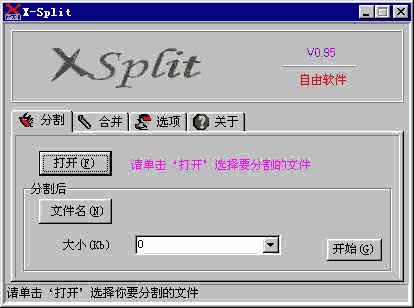 X-Split
XSplit
V0.95
自由软件
分割 合并 选项 关于
打开(F) 请单击‘打开’选择要分割的文件
分割后
文件名(N)
大小(Kb) 0 开始(G)
请单击‘打开’选择你要分割的文件